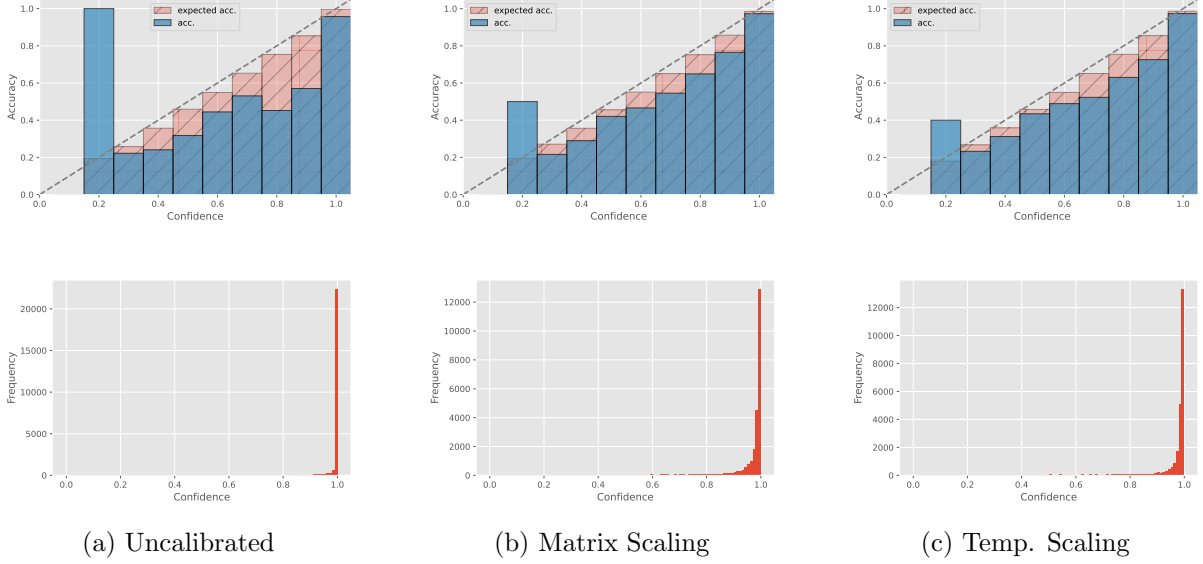 1.0
0.8
0.6
0.4
0.2
0.0
Accuracy
expected acc.
acc.
0.0 0.2 0.4 0.6 0.8 1.0
Confidence
1.0
0.8
0.6
0.4
0.2
0.0
Accuracy
expected acc.
acc.
0.0 0.2 0.4 0.6 0.8 1.0
Confidence
1.0
0.8
0.6
0.4
0.2
0.0
Accuracy
expected acc.
acc.
0.0 0.2 0.4 0.6 0.8 1.0
Confidence
20000
15000
10000
5000
0
Frequency
0.0 0.2 0.4 0.6 0.8 1.0
Confidence
12000
10000
8000
6000
4000
2000
0
Frequency
0.0 0.2 0.4 0.6 0.8 1.0
Confidence
12000
10000
8000
6000
4000
2000
0
Frequency
0.0 0.2 0.4 0.6 0.8 1.0
Confidence
(a) Uncalibrated
(b) Matrix Scaling
(c) Temp. Scaling